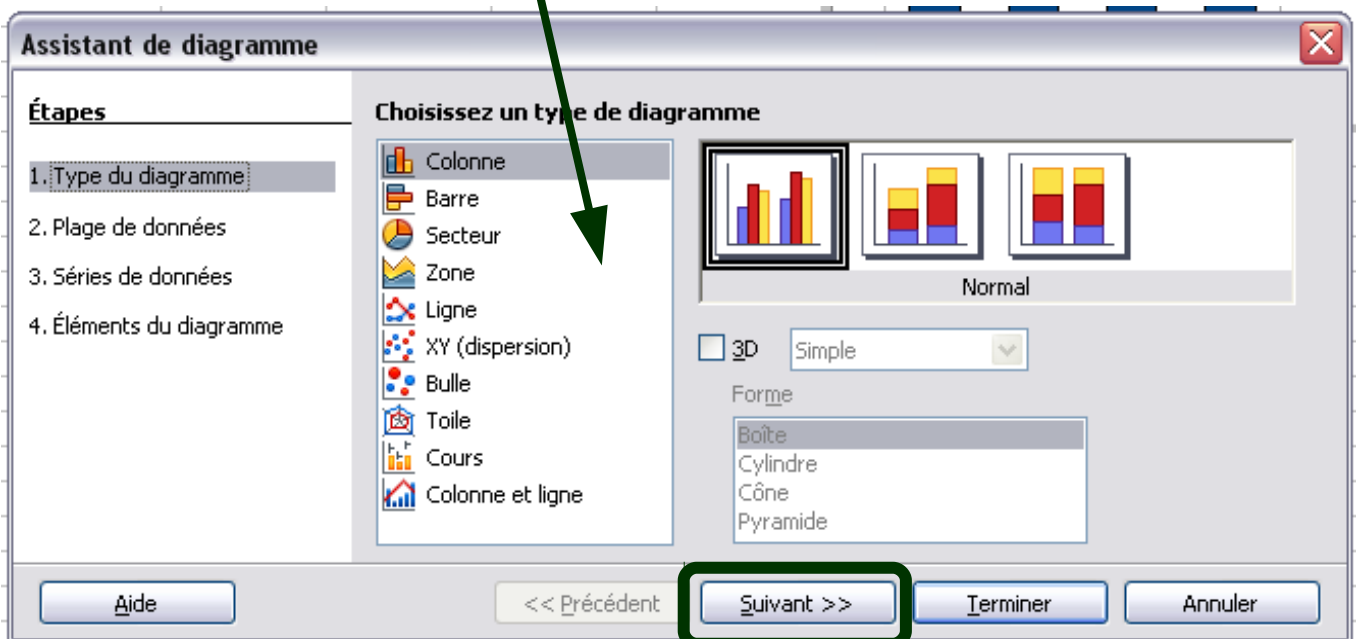 Assistant de diagramme
Étapes
1. Type du diagramme
2. Plage de données
3. Séries de données
4. Éléments du diagramme
Choisissez un type de diagramme
Colonne
Barre
Secteur
Zone
Ligne
XY (dispersion)
Bulle
Toile
Cours
Colonne et ligne
Normal
3D
Simple
Forme
Boîte
Cylindre
Cône
Pyramide
Aide
<< Précédent
Suivant >>
Terminer
Annuler